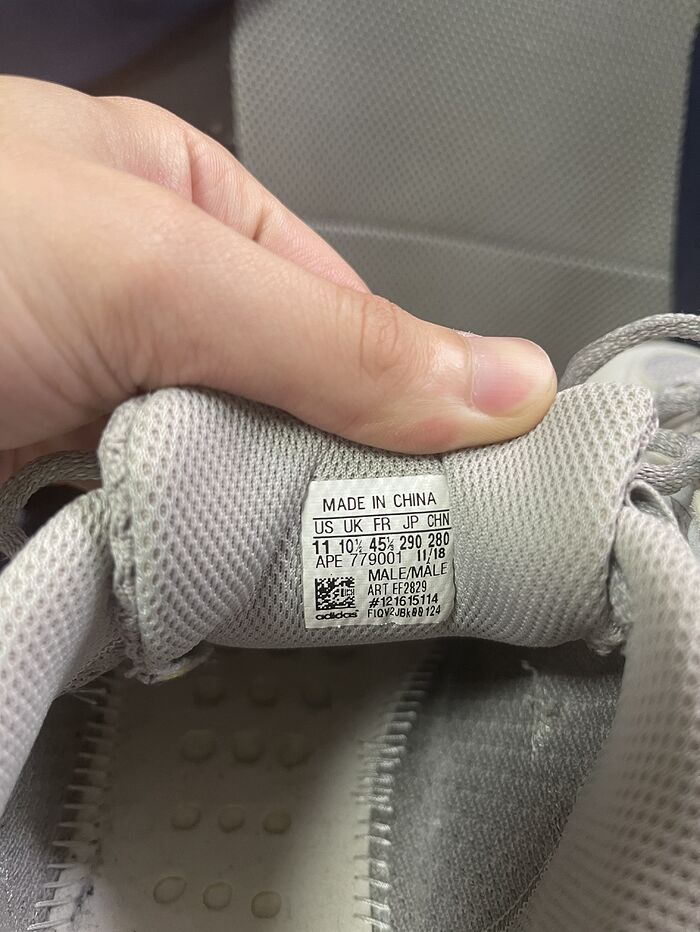 MADE IN CHINA
US UK FR JP CHN
11 10½ 45⅓ 290 280
APE 779001 11/18
MALE/MÂLE
ART EF2829
#121615114
adidas